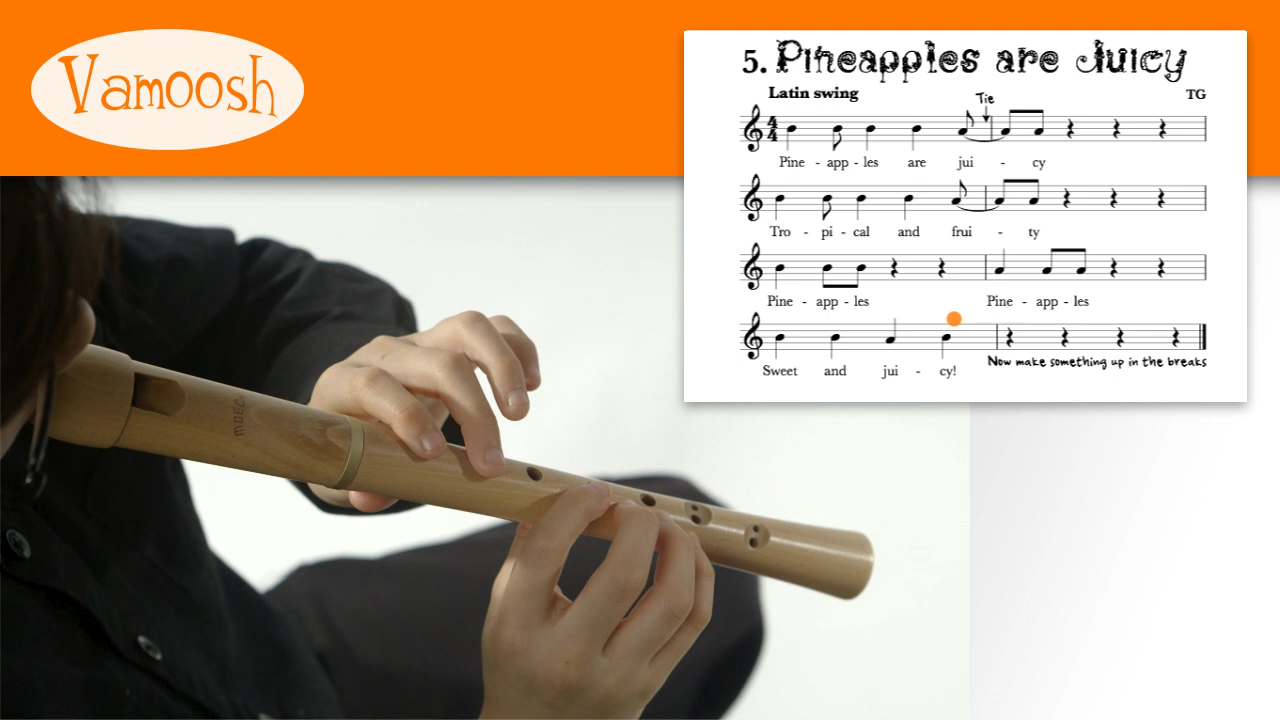 Vamoosh
5. Pineapples are Juicy
Latin swing
Tie
TG
Pine - app - les are jui - cy
Tro - pi - cal and frui - ty
Pine - app - les Pine - app - les
Sweet and jui - cy!
Now make something up in the breaks